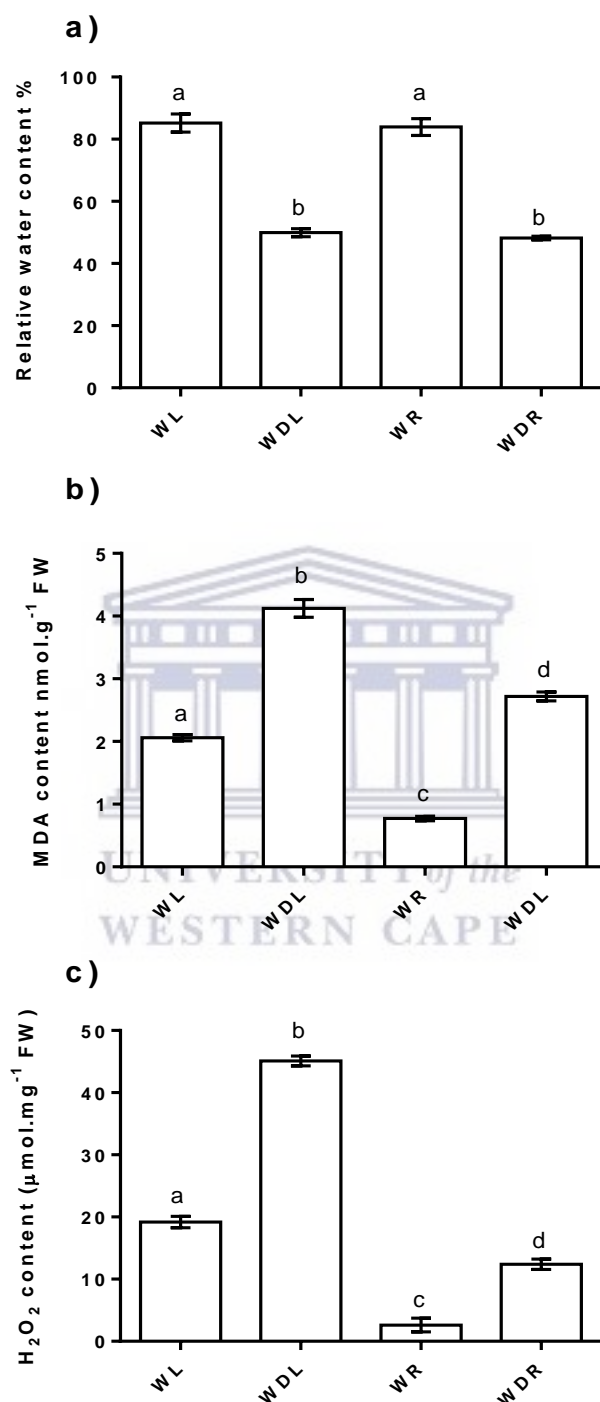 a)
Relative water content %
100
80
60
40
20
0
a
b
a
b
WL
WDL
WR
WDR
b)
MDA content nmol.g⁻¹ FW
5
4
3
2
1
0
a
b
c
d
WL
WDL
WR
WDL
UNIVERSITY of the
WESTERN CAPE
c)
H₂O₂ content (μmol.mg⁻¹ FW)
50
40
30
20
10
0
a
b
c
d
WL
WDL
WR
WDR